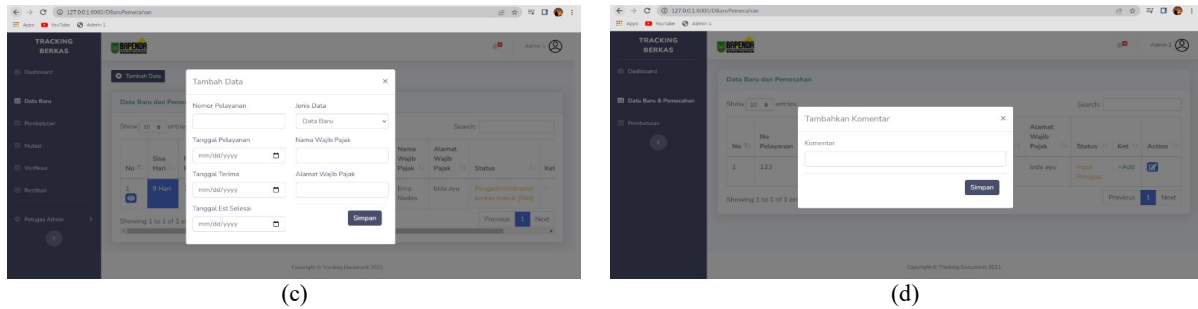 127.0.0.1:8000/DBaruPemecahan
Apps YouTube Admin 1
TRACKING
BERKAS
BAPENDA
Admin 1
Dashboard
Data Baru
Pembetulan
Mutasi
Verifikasi
Restitusi
Petugas Admin
Tambah Data
Data Baru dan Peme
Show 10 entrie
Search:
No
Sisa
Hari
Nama
Wajib
Pajak
Alamat
Wajib
Pajak
Status
Ket
1
9 Hari
Erna
Nadira
bida ayu
Pengadministrasian
berkas masuk (Risti)
Showing 1 to 1 of 1 en
Previous 1 Next
Tambah Data ×
Nomor Pelayanan
Jenis Data
Data Baru
Tanggal Pelayanan
Nama Wajib Pajak
mm/dd/yyyy
Tanggal Terima
Alamat Wajib Pajak
mm/dd/yyyy
Tanggal Est Selesai
mm/dd/yyyy
Simpan
Copyright © Tracking Document 2023
(c)
127.0.0.1:8000/DBaruPemecahan
Apps YouTube Admin 1
TRACKING
BERKAS
BAPENDA
Admin 2
Dashboard
Data Baru & Pemecahan
Pembetulan
Data Baru dan Pemecahan
Show 10 entries
Search:
No
No
Pelayanan
Alamat
Wajib
Pajak
Status
Ket
Action
1
123
bida ayu
Input
Petugas
+Add
Showing 1 to 1 of 1 en
Previous 1 Next
Tambahkan Komentar ×
Komentar
Simpan
Copyright © Tracking Document 2023
(d)